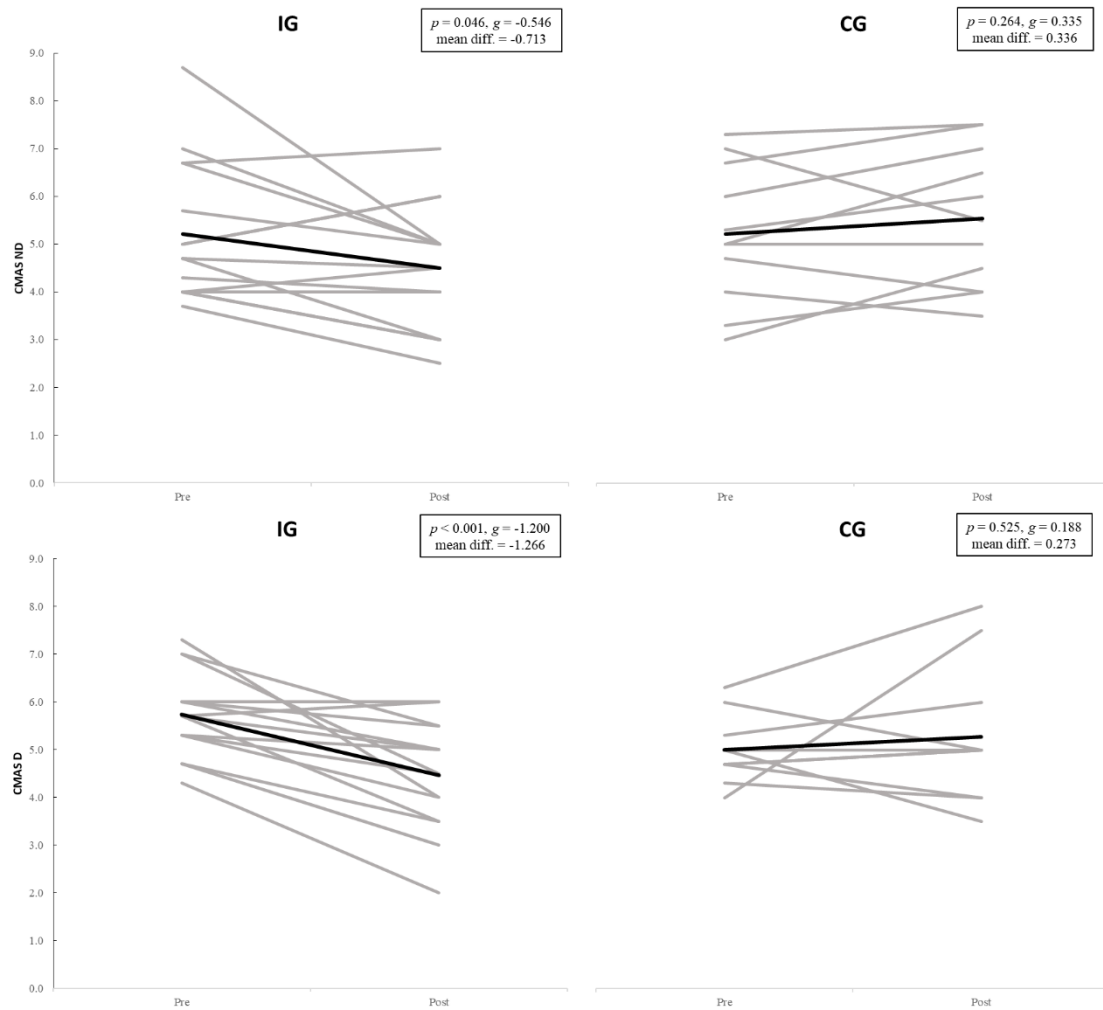 IG
p = 0.046, g = -0.546
mean diff. = -0.713
CG
p = 0.264, g = 0.335
mean diff. = 0.336
9.0
8.0
7.0
6.0
5.0
4.0
3.0
2.0
1.0
0.0
CMAS ND
Pre
Post
Pre
Post
IG
p < 0.001, g = -1.200
mean diff. = -1.266
CG
p = 0.525, g = 0.188
mean diff. = 0.273
9.0
8.0
7.0
6.0
5.0
4.0
3.0
2.0
1.0
0.0
CMAS D
Pre
Post
Pre
Post